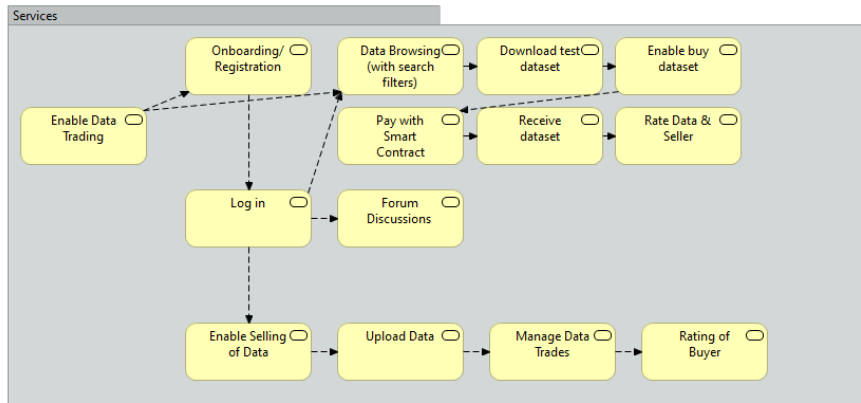 Services
Onboarding/
Registration
Data Browsing
(with search
filters)
Download test
dataset
Enable buy
dataset
Enable Data
Trading
Pay with
Smart
Contract
Receive
dataset
Rate Data &
Seller
Log in
Forum
Discussions
Enable Selling
of Data
Upload Data
Manage Data
Trades
Rating of
Buyer